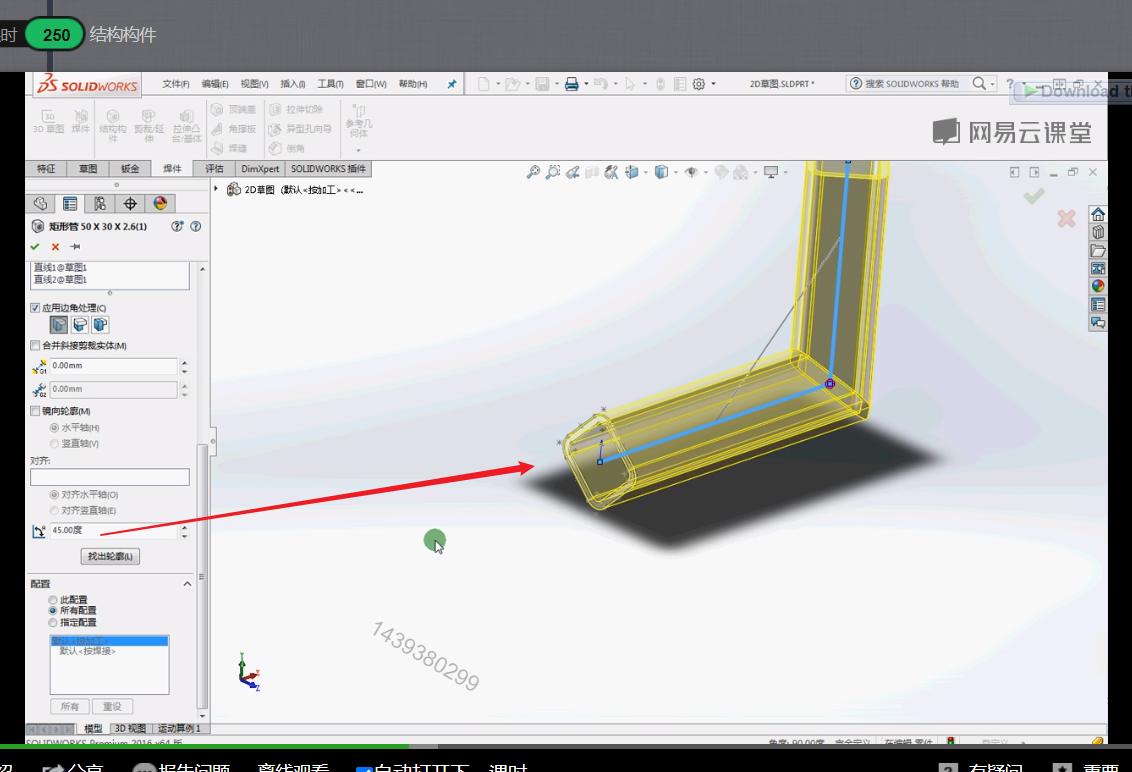 时 250 结构构件
SOLIDWORKS 文件(F) 编辑(E) 视图(V) 插入(I) 工具(T) 窗口(W) 帮助(H) 2D草图.SLDPRT * 搜索 SOLIDWORKS 帮助
Download th
网易云课堂
3D 草图 焊件 结构构件 剪裁/延伸 拉伸凸台/基体 顶端盖 拉伸切除 参考几何体
角撑板 异型孔向导
焊缝 倒角
特征 草图 钣金 焊件 评估 DimXpert SOLIDWORKS 插件
2D草图 (默认<按加工> <<...
矩形管 50 X 30 X 2.6(1)
直线1@草图1
直线2@草图1
应用边角处理(C)
合并斜接剪裁实体(M)
0.00mm
0.00mm
镜向轮廓(M)
水平轴(H)
竖直轴(V)
对齐:
对齐水平轴(O)
对齐竖直轴(E)
45.00度
找出轮廓(L)
配置
此配置
所有配置
指定配置
默认<按加工>
默认<按焊接>
所有 重设
1439380299
模型 3D 视图 运动算例 1
SOLIDWORKS Premium 2016 x64 版 角度: 90.00度 完全定义 在编辑 零件 自定义
绍 分享 报告问题 离线观看 自动打开下一课时 有疑问 重要